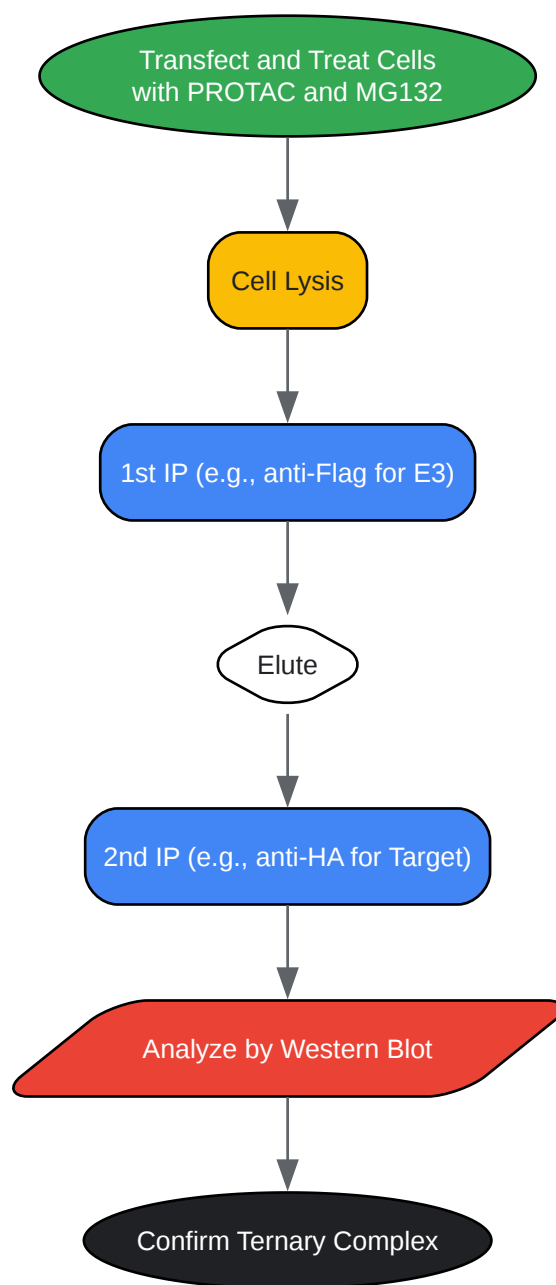 Transfect and Treat Cells
with PROTAC and MG132
Cell Lysis
1st IP (e.g., anti-Flag for E3)
Elute
2nd IP (e.g., anti-HA for Target)
Analyze by Western Blot
Confirm Ternary Complex